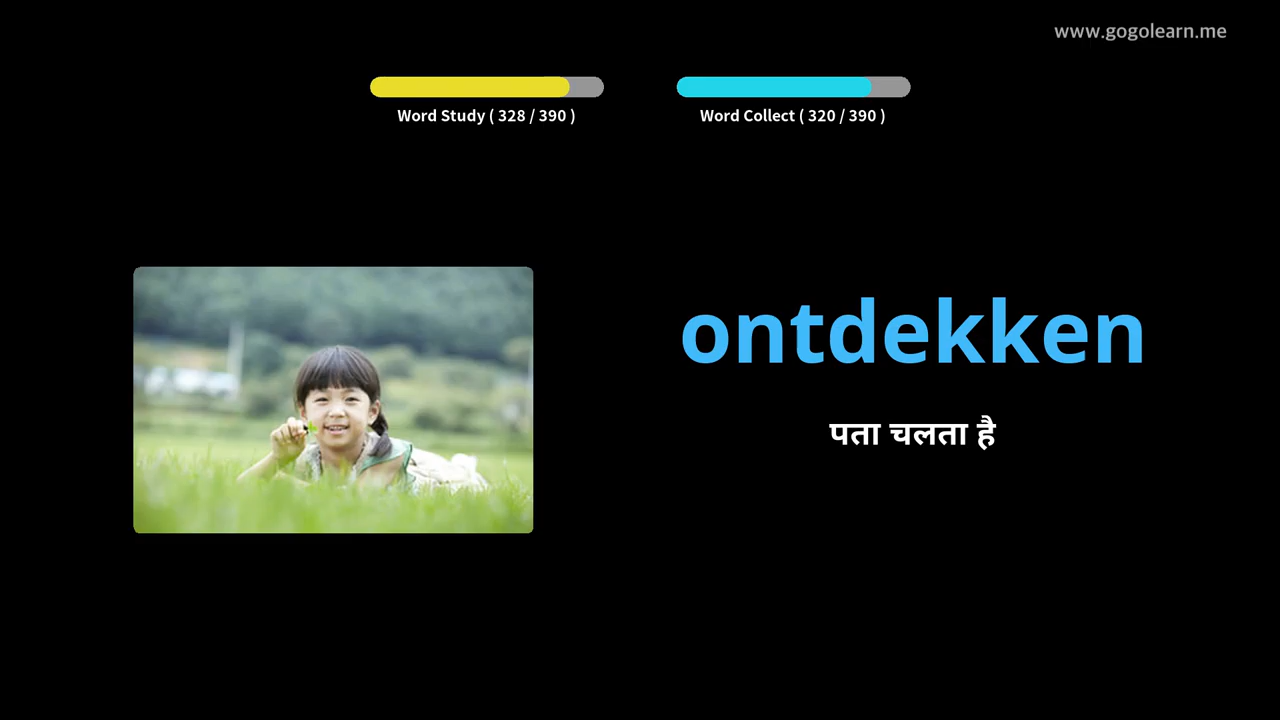 www.gogolearn.me
Word Study ( 328 / 390 )
Word Collect ( 320 / 390 )
ontdekken
पता चलता है